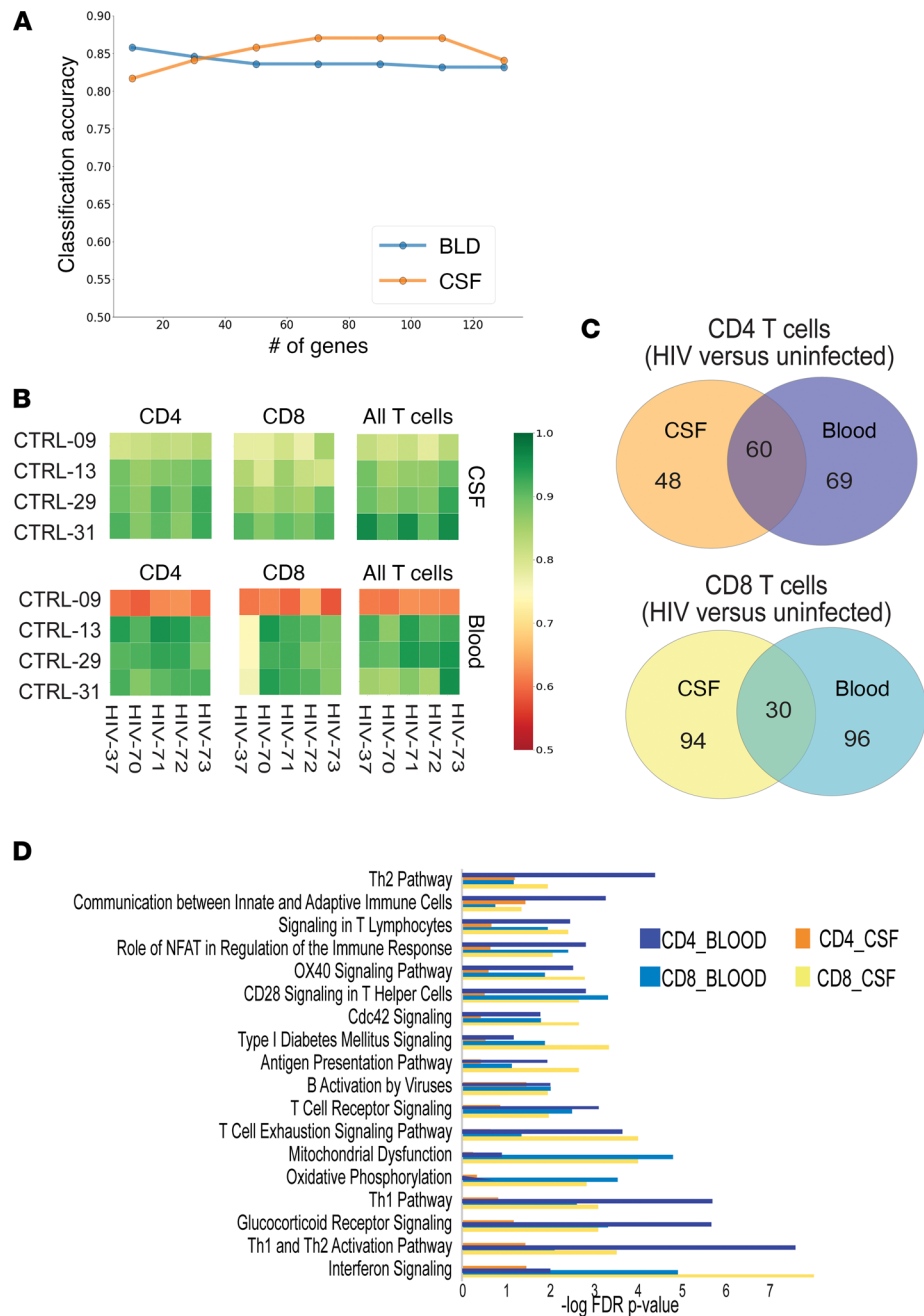 A
0.90
0.85
0.80
0.75
0.70
0.65
0.60
0.55
0.50
Classification accuracy
BLD
CSF
20 40 60 80 100 120
# of genes
B
CD4 CD8 All T cells
CTRL-09
CTRL-13
CTRL-29
CTRL-31
CSF
CD4 CD8 All T cells
CTRL-09
CTRL-13
CTRL-29
CTRL-31
Blood
HIV-37 HIV-70 HIV-71 HIV-72 HIV-73 HIV-37 HIV-70 HIV-71 HIV-72 HIV-73 HIV-37 HIV-70 HIV-71 HIV-72 HIV-73
1.0
0.9
0.8
0.7
0.6
0.5
C
CD4 T cells
(HIV versus uninfected)
CSF 60 Blood
48 69
CD8 T cells
(HIV versus uninfected)
CSF 30 Blood
94 96
D
Th2 Pathway
Communication between Innate and Adaptive Immune Cells
Signaling in T Lymphocytes
Role of NFAT in Regulation of the Immune Response
OX40 Signaling Pathway
CD28 Signaling in T Helper Cells
Cdc42 Signaling
Type I Diabetes Mellitus Signaling
Antigen Presentation Pathway
B Activation by Viruses
T Cell Receptor Signaling
T Cell Exhaustion Signaling Pathway
Mitochondrial Dysfunction
Oxidative Phosphorylation
Th1 Pathway
Glucocorticoid Receptor Signaling
Th1 and Th2 Activation Pathway
Interferon Signaling
CD4_BLOOD CD4_CSF
CD8_BLOOD CD8_CSF
0 1 2 3 4 5 6 7
-log FDR p-value